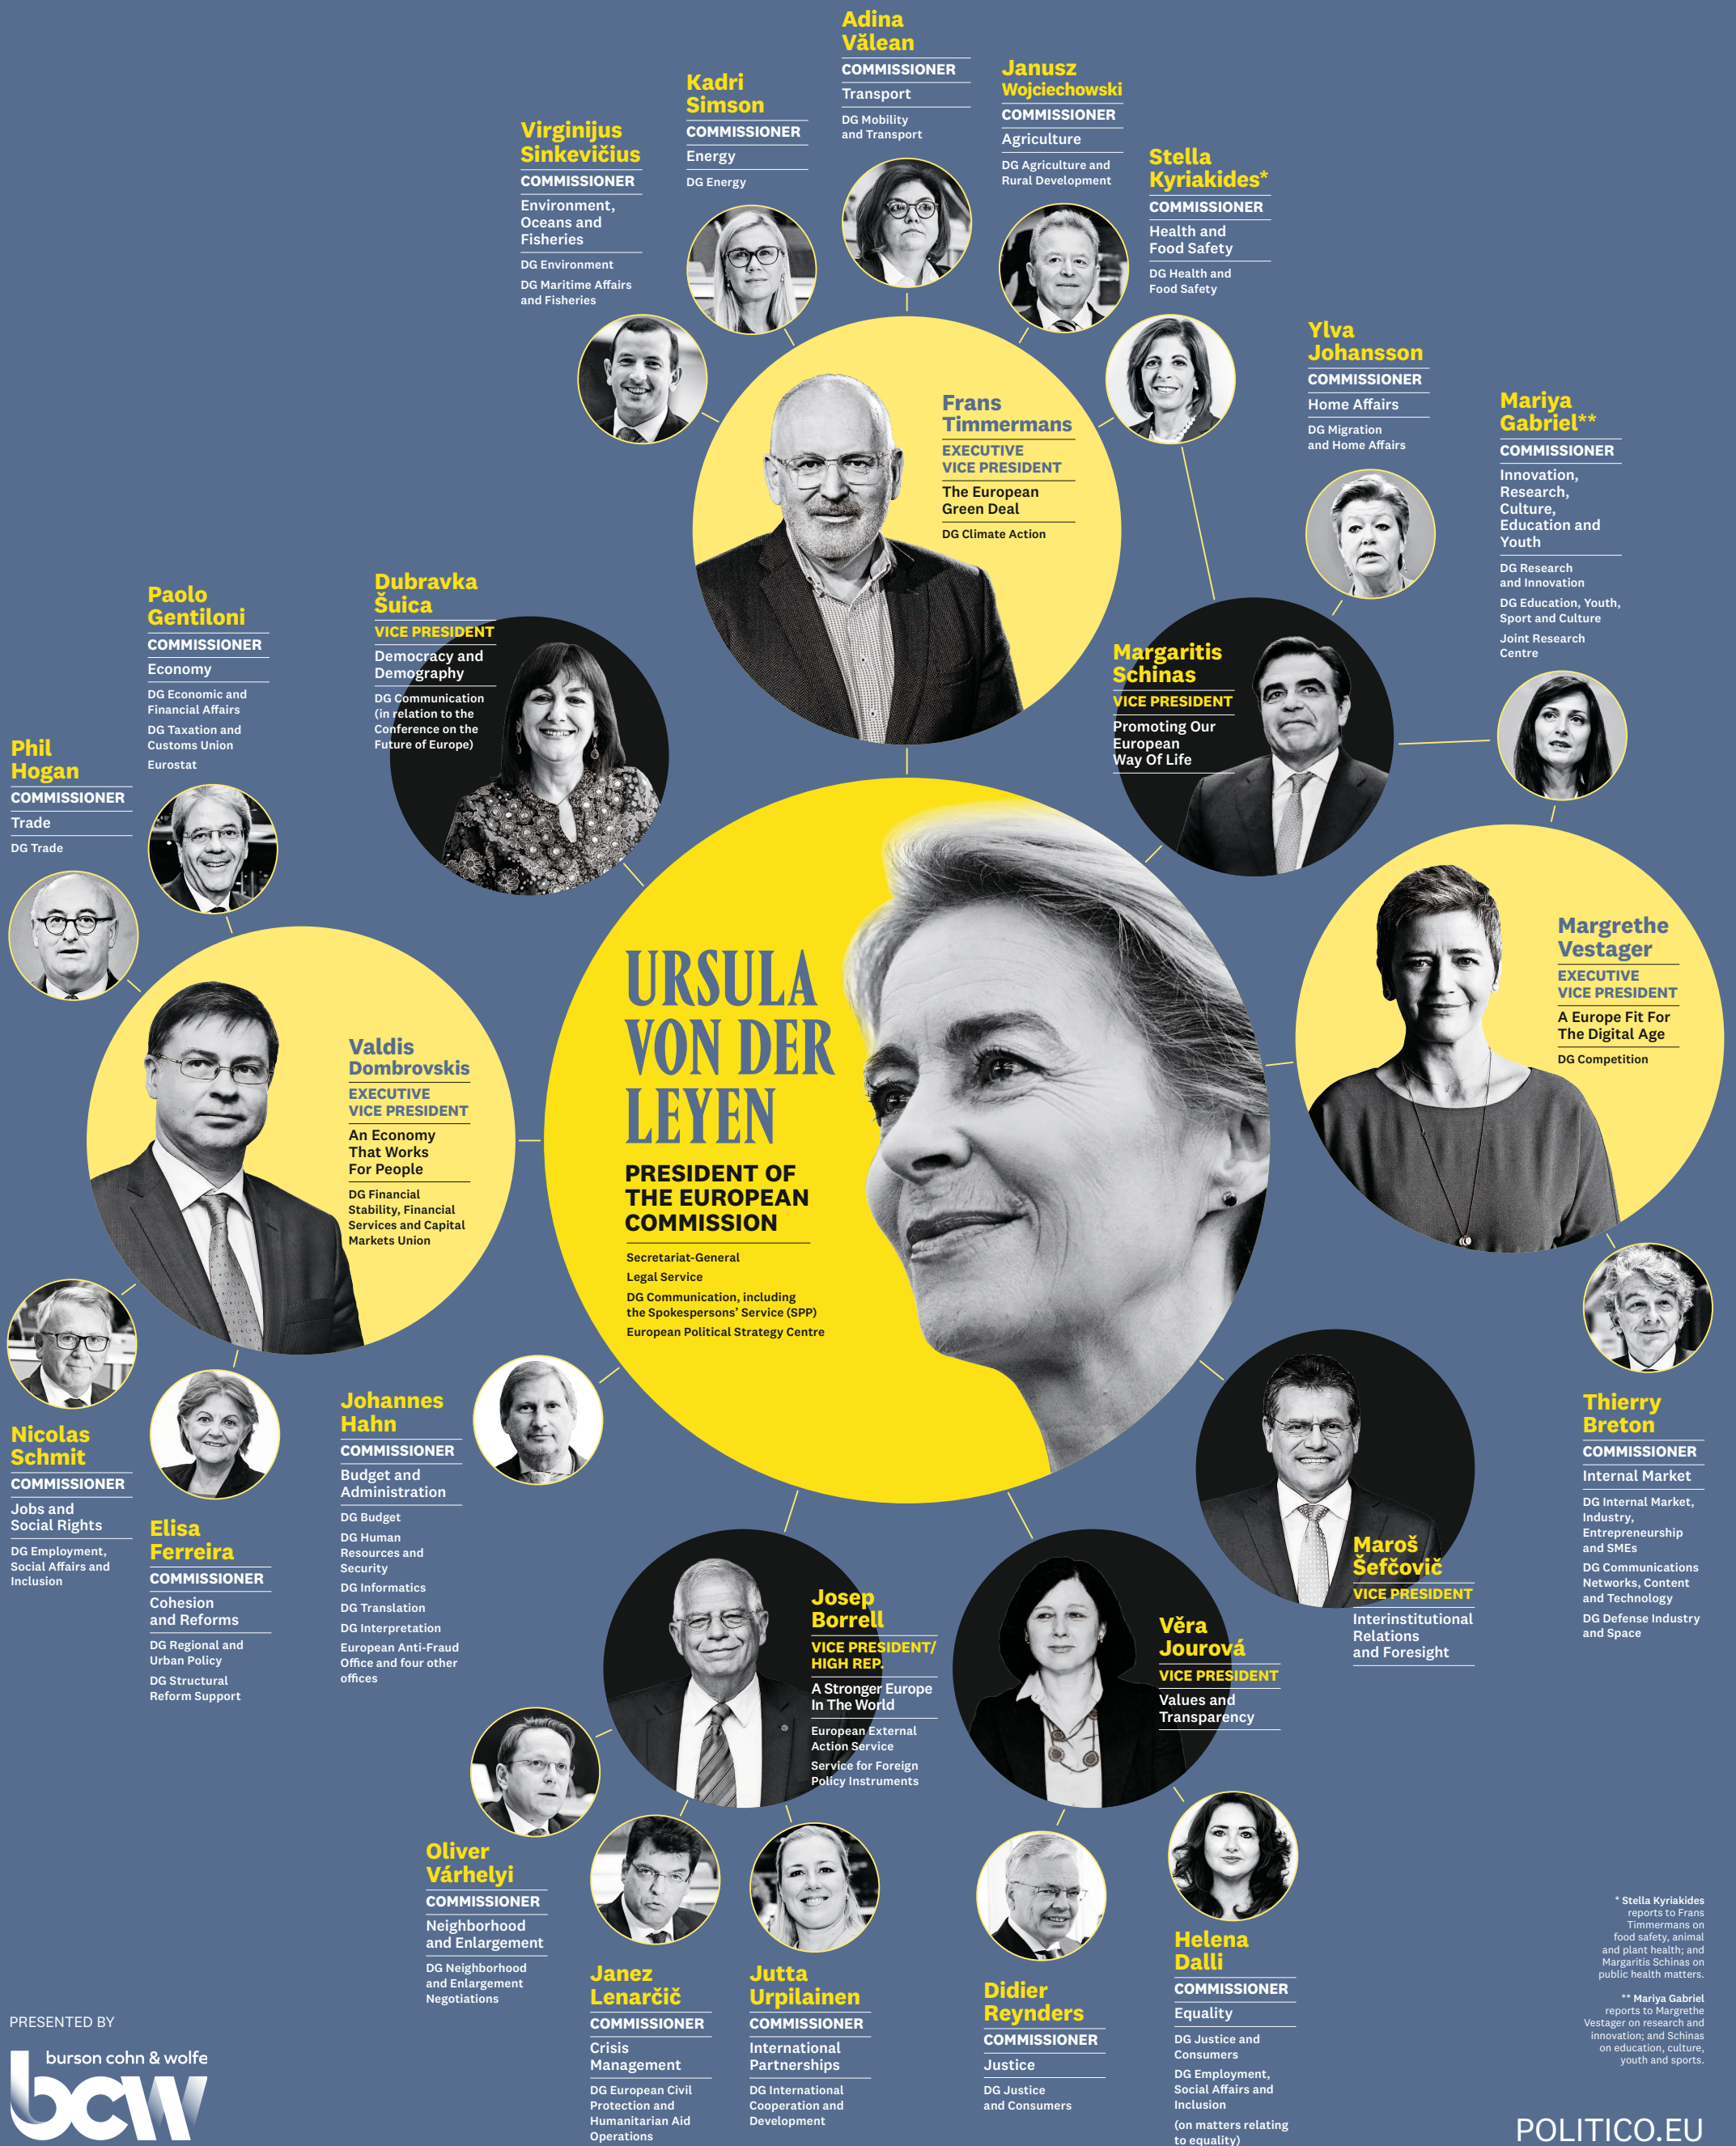 Adina
Vălean
COMMISSIONER
Transport
DG Mobility
and Transport
Kadri
Simson
COMMISSIONER
Energy
DG Energy
Janusz
Wojciechowski
COMMISSIONER
Agriculture
DG Agriculture and
Rural Development
Virginijus
Sinkevičius
COMMISSIONER
Environment,
Oceans and
Fisheries
DG Environment
DG Maritime Affairs
and Fisheries
Stella
Kyriakides*
COMMISSIONER
Health and
Food Safety
DG Health and
Food Safety
Ylva
Johansson
COMMISSIONER
Home Affairs
DG Migration
and Home Affairs
Mariya
Gabriel**
COMMISSIONER
Innovation,
Research,
Culture,
Education and
Youth
DG Research
and Innovation
DG Education, Youth,
Sport and Culture
Joint Research
Centre
Frans
Timmermans
EXECUTIVE
VICE PRESIDENT
The European
Green Deal
DG Climate Action
Dubravka
Šuica
VICE PRESIDENT
Democracy and
Demography
DG Communication
(in relation to the
Conference on the
Future of Europe)
Paolo
Gentiloni
COMMISSIONER
Economy
DG Economic and
Financial Affairs
DG Taxation and
Customs Union
Eurostat
Phil
Hogan
COMMISSIONER
Trade
DG Trade
Margaritis
Schinas
VICE PRESIDENT
Promoting Our
European
Way Of Life
Margrethe
Vestager
EXECUTIVE
VICE PRESIDENT
A Europe Fit For
The Digital Age
DG Competition
URSULA
VON DER
LEYEN
PRESIDENT OF
THE EUROPEAN
COMMISSION
Secretariat-General
Legal Service
DG Communication, including
the Spokespersons' Service (SPP)
European Political Strategy Centre
Valdis
Dombrovskis
EXECUTIVE
VICE PRESIDENT
An Economy
That Works
For People
DG Financial
Stability, Financial
Services and Capital
Markets Union
Nicolas
Schmit
COMMISSIONER
Jobs and
Social Rights
DG Employment,
Social Affairs and
Inclusion
Elisa
Ferreira
COMMISSIONER
Cohesion
and Reforms
DG Regional and
Urban Policy
DG Structural
Reform Support
Johannes
Hahn
COMMISSIONER
Budget and
Administration
DG Budget
DG Human
Resources and
Security
DG Informatics
DG Translation
DG Interpretation
European Anti-Fraud
Office and four other
offices
Thierry
Breton
COMMISSIONER
Internal Market
DG Internal Market,
Industry,
Entrepreneurship
and SMEs
DG Communications
Networks, Content
and Technology
DG Defense Industry
and Space
Maroš
Šefčovič
VICE PRESIDENT
Interinstitutional
Relations
and Foresight
Josep
Borrell
VICE PRESIDENT/
HIGH REP.
A Stronger Europe
In The World
European External
Action Service
Service for Foreign
Policy Instruments
Věra
Jourová
VICE PRESIDENT
Values and
Transparency
Oliver
Várhelyi
COMMISSIONER
Neighborhood
and Enlargement
DG Neighborhood
and Enlargement
Negotiations
Janez
Lenarčič
COMMISSIONER
Crisis
Management
DG European Civil
Protection and
Humanitarian Aid
Operations
Jutta
Urpilainen
COMMISSIONER
International
Partnerships
DG International
Cooperation and
Development
Didier
Reynders
COMMISSIONER
Justice
DG Justice
and Consumers
Helena
Dalli
COMMISSIONER
Equality
DG Justice and
Consumers
DG Employment,
Social Affairs and
Inclusion
(on matters relating
to equality)
* Stella Kyriakides
reports to Frans
Timmermans on
food safety, animal
and plant health; and
Margaritis Schinas on
public health matters.
** Mariya Gabriel
reports to Margrethe
Vestager on research and
innovation; and Schinas
on education, culture,
youth and sports.
PRESENTED BY
burson cohn & wolfe
bcw
POLITICO.EU